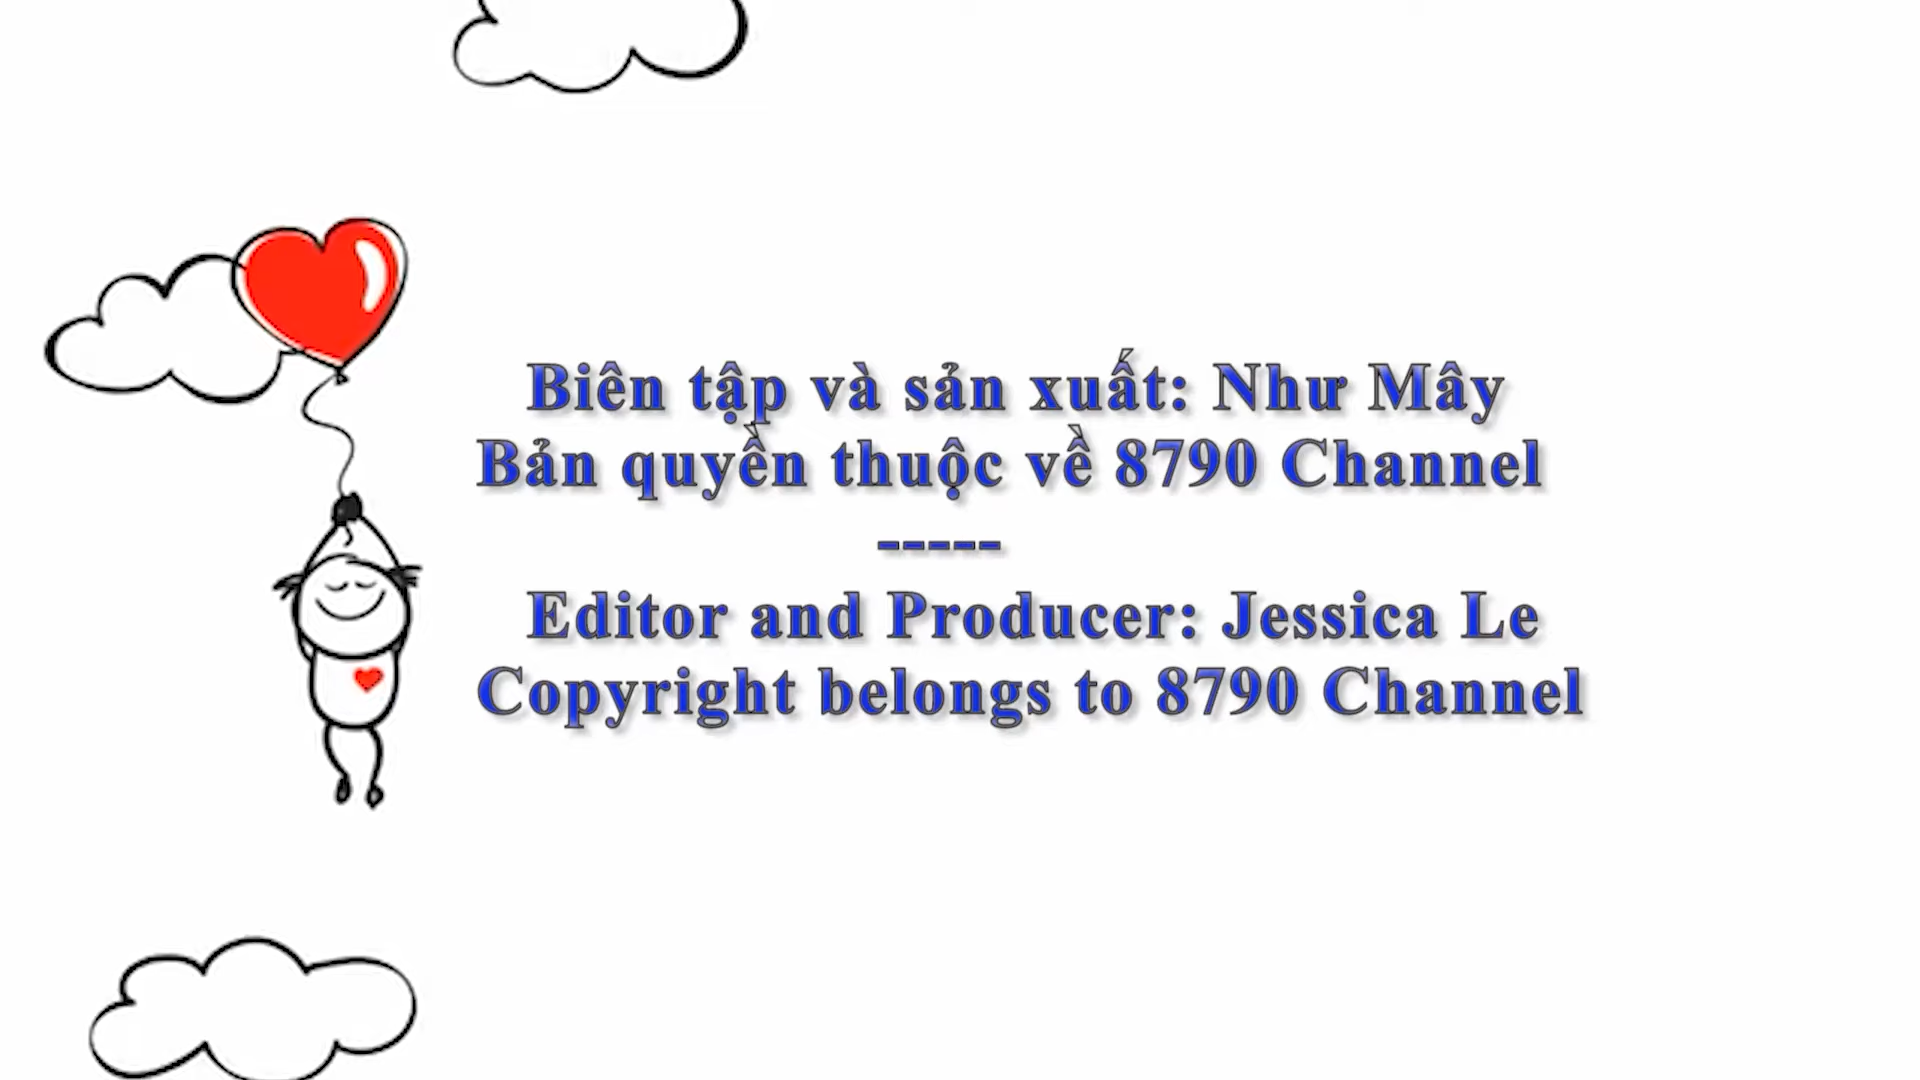 Biên tập và sản xuất: Như Mây
Bản quyền thuộc về 8790 Channel
-----
Editor and Producer: Jessica Le
Copyright belongs to 8790 Channel